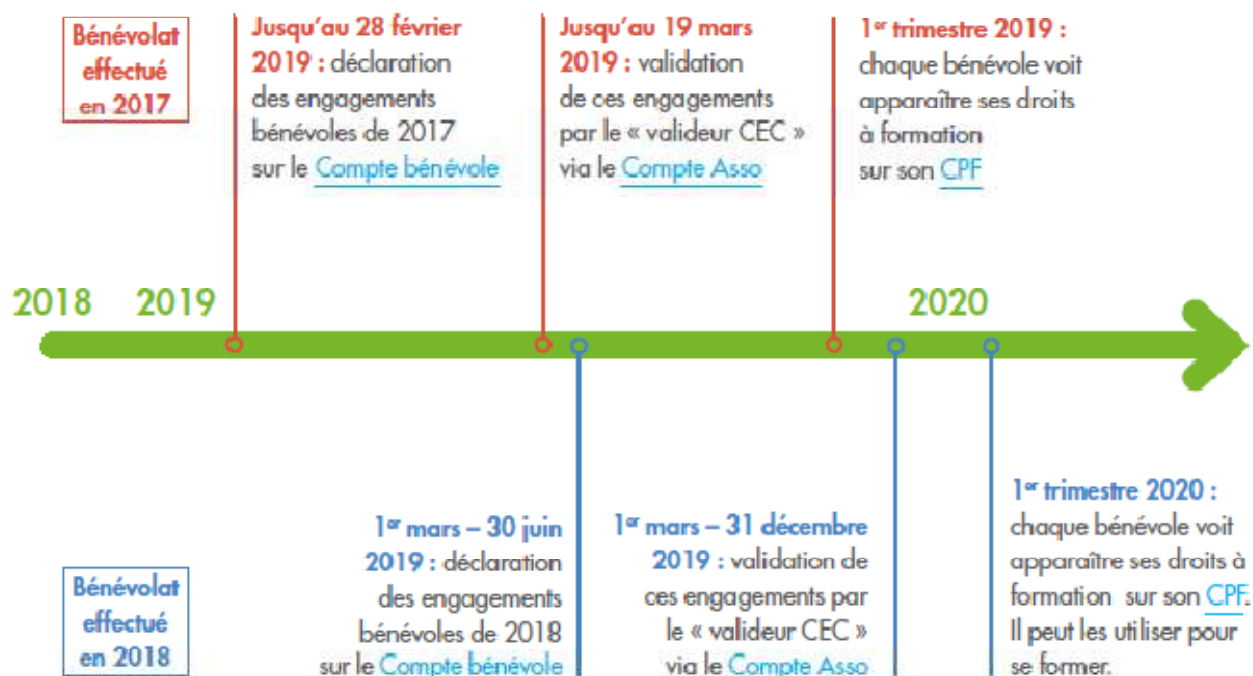 Bénévolat
effectué
en 2017
Jusqu'au 28 février
2019 : déclaration
des engagements
bénévoles de 2017
sur le Compte bénévole
Jusqu'au 19 mars
2019 : validation
de ces engagements
par le « valideur CEC »
via le Compte Asso
1er trimestre 2019 :
chaque bénévole voit
apparaître ses droits
à formation
sur son CPF
2018 2019 2020
Bénévolat
effectué
en 2018
1er mars – 30 juin
2019 : déclaration
des engagements
bénévoles de 2018
sur le Compte bénévole
1er mars – 31 décembre
2019 : validation de
ces engagements par
le « valideur CEC »
via le Compte Asso
1er trimestre 2020 :
chaque bénévole voit
apparaître ses droits à
formation sur son CPF.
Il peut les utiliser pour
se former.